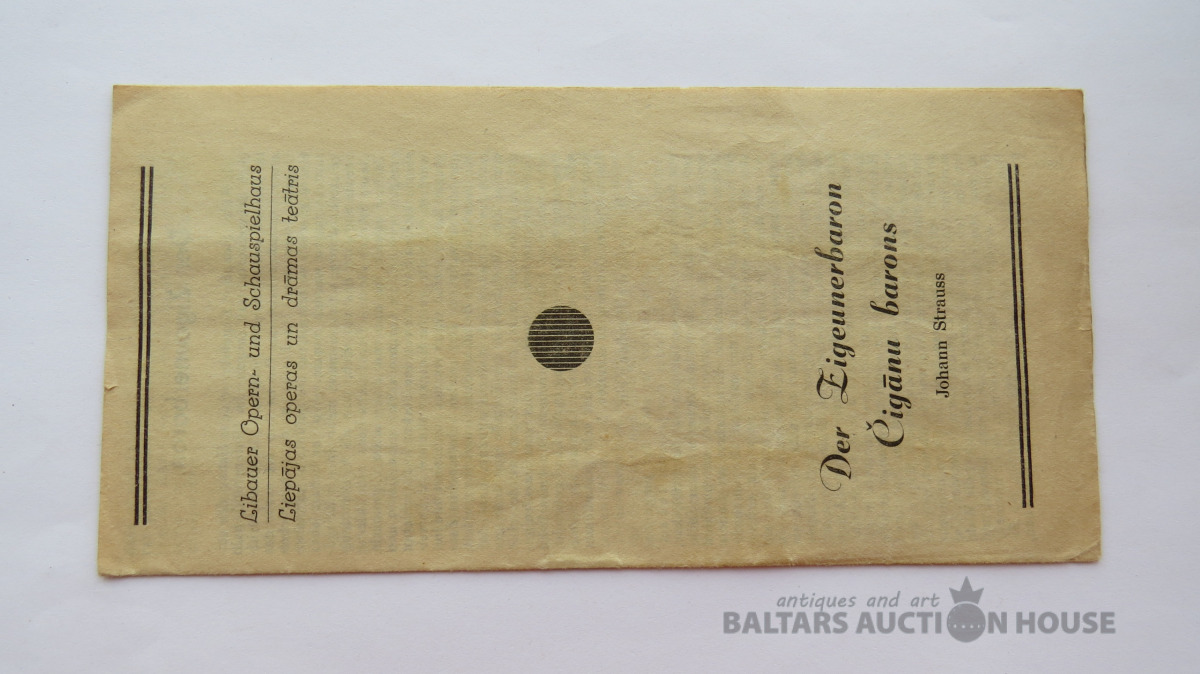 Libauer Opern- und Schauspielhaus
Liepājas operas un drāmas teātris
Der Zigeunerbaron
Čigānu barons
Johann Strauss
antiques and art
BALTARS AUCTION HOUSE